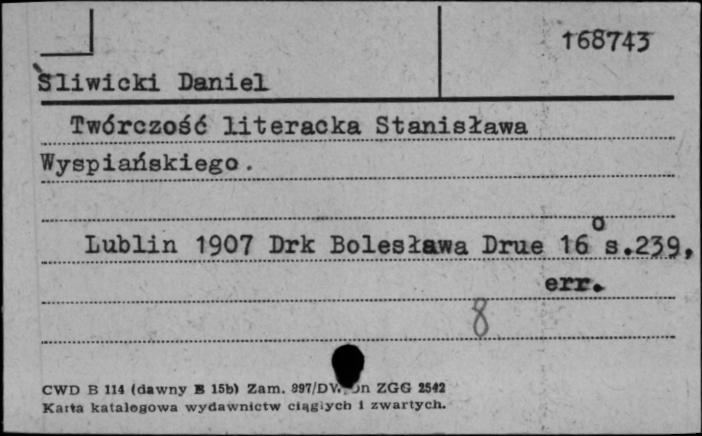 168743
Śliwicki Daniel
Twórczość literacka Stanisława
Wyspiańskiego.
Lublin 1907 Drk Bolesława Drue 16° s.239,
err.
8
CWD B 114 (dawny B 15b) Zam. 997/DV. ZGG 2542
Karta katalogowa wydawnictw ciągłych i zwartych.